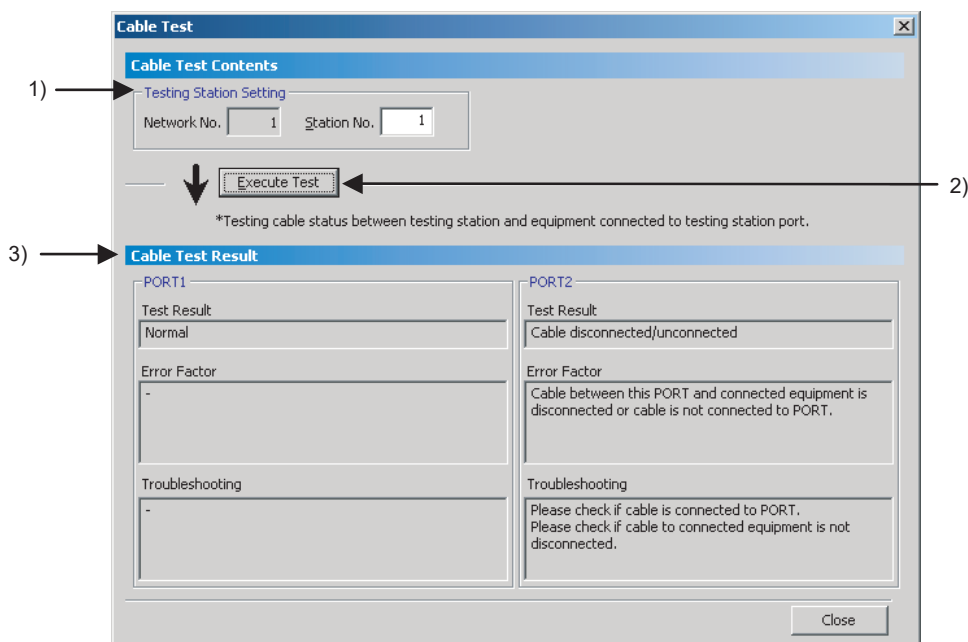 Cable Test
Cable Test Contents
1)
Testing Station Setting
Network No. 1 Station No. 1
Execute Test
2)
*Testing cable status between testing station and equipment connected to testing station port.
3)
Cable Test Result
PORT1
Test Result
Normal
Error Factor
-
Troubleshooting
-
PORT2
Test Result
Cable disconnected/unconnected
Error Factor
Cable between this PORT and connected equipment is
disconnected or cable is not connected to PORT.
Troubleshooting
Please check if cable is connected to PORT.
Please check if cable to connected equipment is not
disconnected.
Close